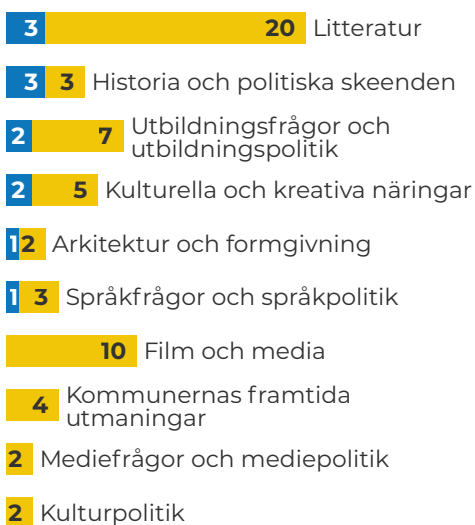 3 20 Litteratur
3 3 Historia och politiska skeenden
2 7 Utbildningsfrågor och
utbildningspolitik
2 5 Kulturella och kreativa näringar
1 2 Arkitektur och formgivning
1 3 Språkfrågor och språkpolitik
10 Film och media
4 Kommunernas framtida
utmaningar
2 Mediefrågor och mediepolitik
2 Kulturpolitik